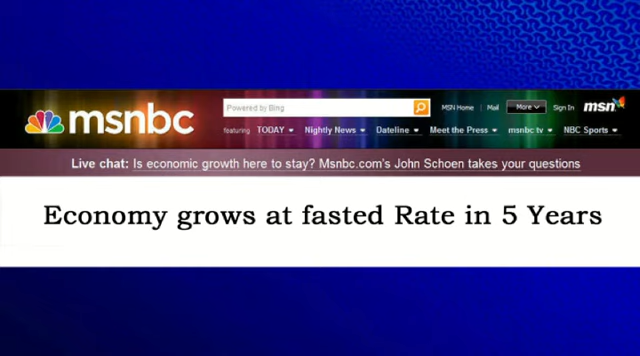 msnbc
Powered by Bing
MSN Home Mail More Sign In msn
featuring TODAY Nightly News Dateline Meet the Press msnbc tv NBC Sports
Live chat: Is economic growth here to stay? Msnbc.com's John Schoen takes your questions
Economy grows at fasted Rate in 5 Years